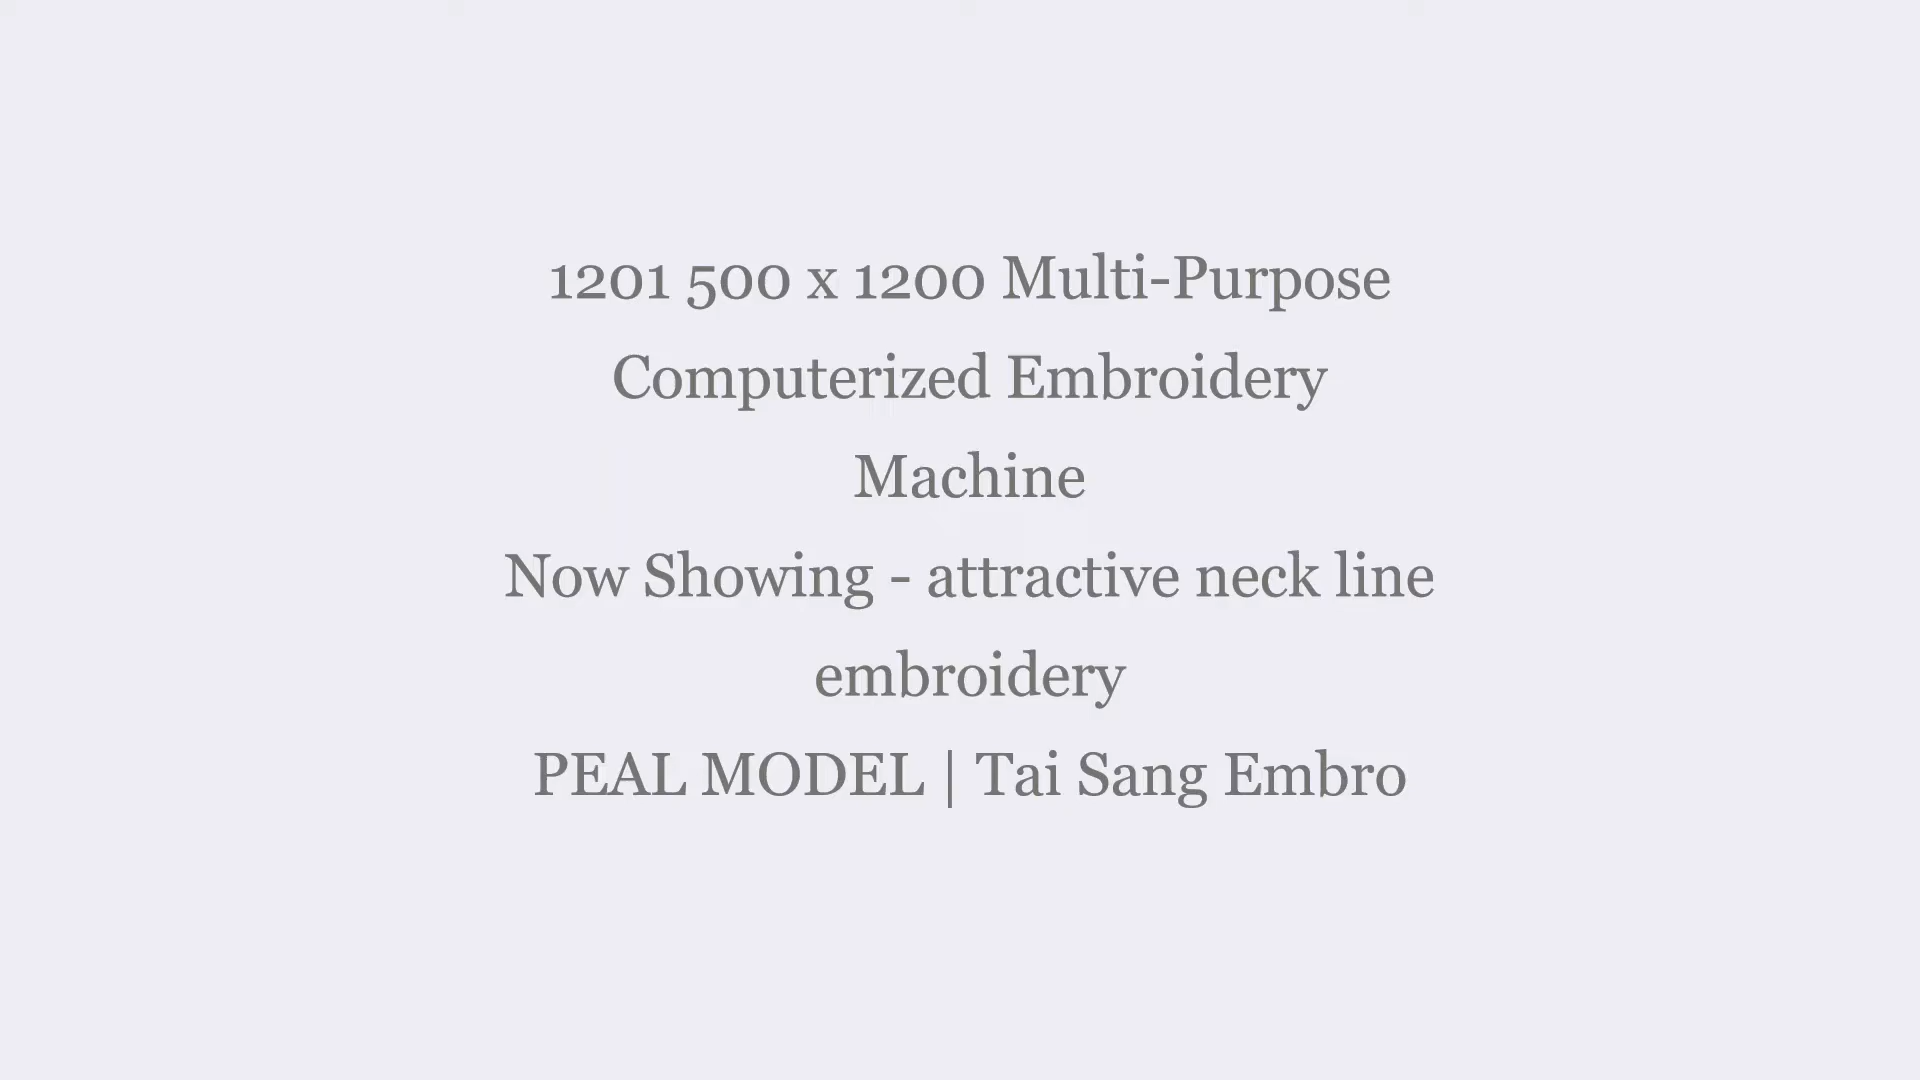 1201 500 x 1200 Multi-Purpose
Computerized Embroidery
Machine
Now Showing - attractive neck line
embroidery
PEAL MODEL | Tai Sang Embro